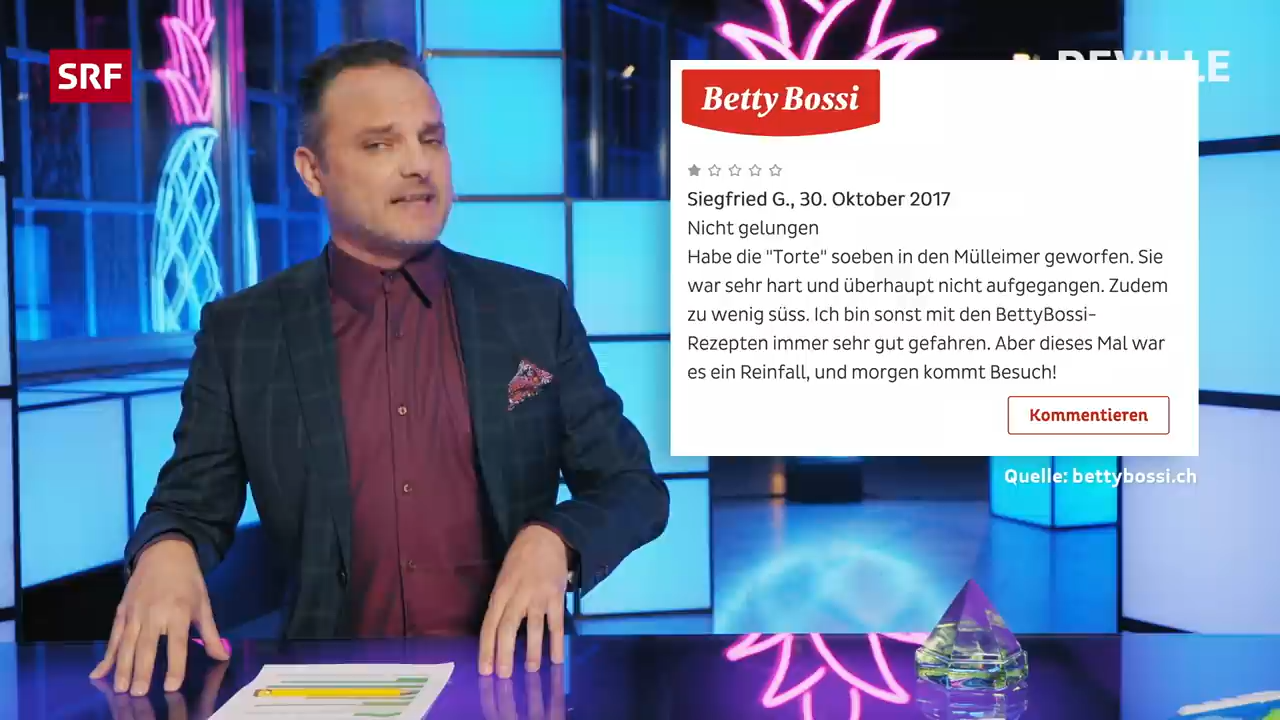 SRF
DEVILLE
Betty Bossi
Siegfried G., 30. Oktober 2017
Nicht gelungen
Habe die "Torte" soeben in den Mülleimer geworfen. Sie
war sehr hart und überhaupt nicht aufgegangen. Zudem
zu wenig süss. Ich bin sonst mit den BettyBossi-
Rezepten immer sehr gut gefahren. Aber dieses Mal war
es ein Reinfall, und morgen kommt Besuch!
Kommentieren
Quelle: bettybossi.ch